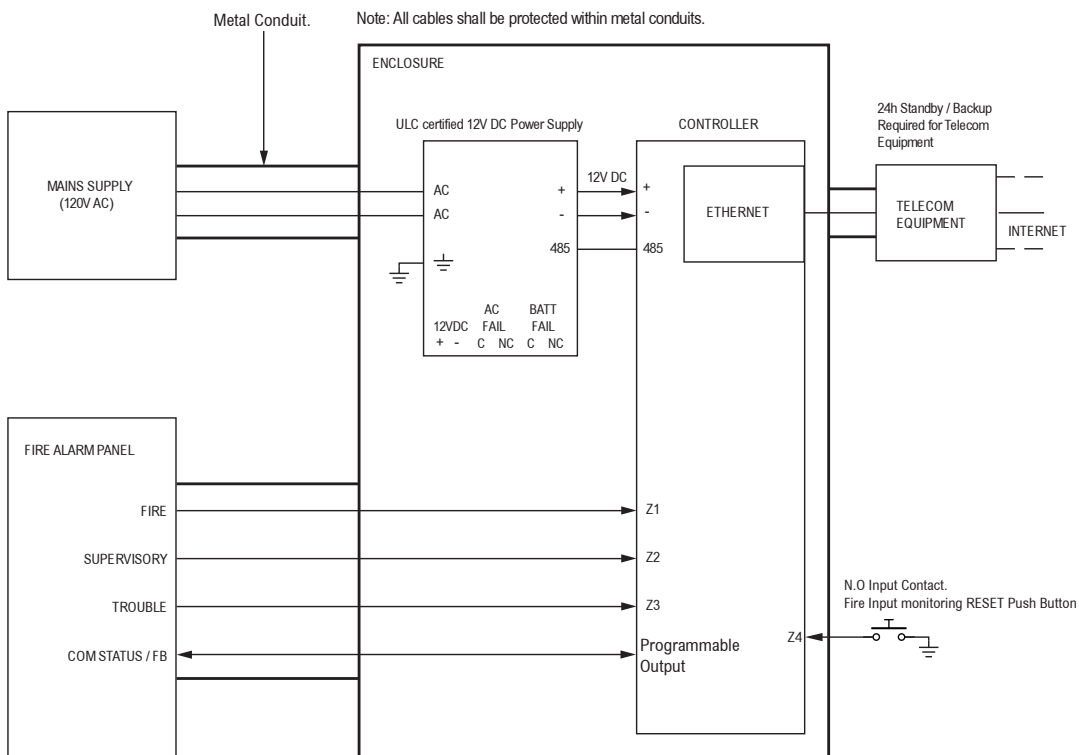 Metal Conduit.
Note: All cables shall be protected within metal conduits.
ENCLOSURE
24h Standby / Backup
Required for Telecom
Equipment
ULC certified 12V DC Power Supply
CONTROLLER
MAINS SUPPLY
(120V AC)
AC
+
12V DC
+
AC
-
-
485
485
ETHERNET
TELECOM
EQUIPMENT
INTERNET
AC
BATT
12VDC
FAIL
FAIL
+ -
C NC
C NC
FIRE ALARM PANEL
FIRE
Z1
SUPERVISORY
Z2
TROUBLE
Z3
COM STATUS / FB
Programmable
Output
Z4
N.O Input Contact.
Fire Input monitoring RESET Push Button